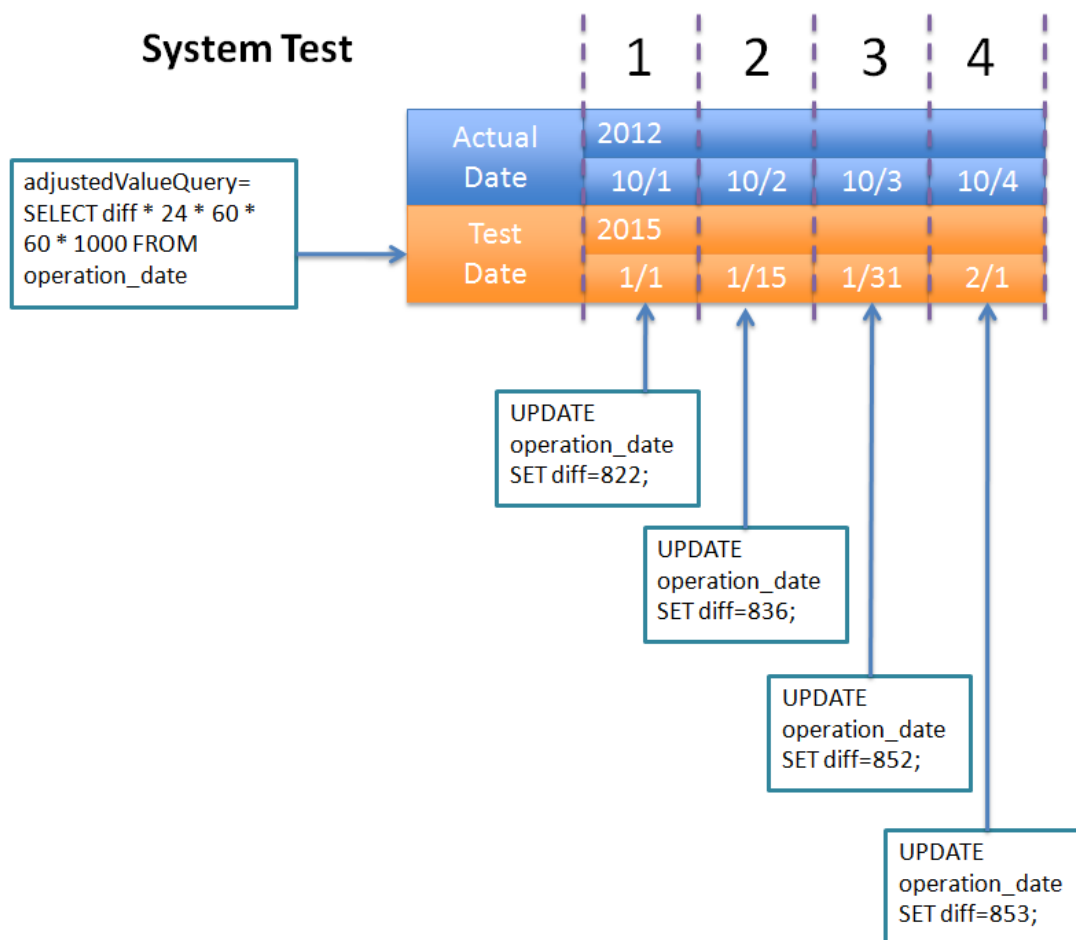 System Test
1 2 3 4
Actual Date
2012
10/1 10/2 10/3 10/4
Test Date
2015
1/1 1/15 1/31 2/1
adjustedValueQuery=
SELECT diff * 24 * 60 *
60 * 1000 FROM
operation_date
UPDATE
operation_date
SET diff=822;
UPDATE
operation_date
SET diff=836;
UPDATE
operation_date
SET diff=852;
UPDATE
operation_date
SET diff=853;